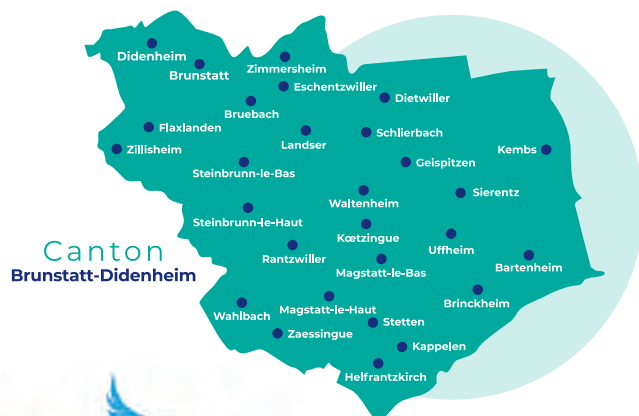 Didenheim
Brunstatt
Zimmersheim
Eschentzwiller
Dietwiller
Bruebach
Flaxlanden
Landser
Schlierbach
Zillisheim
Kembs
Geispitzen
Steinbrunn-le-Bas
Waltenheim
Sierentz
Steinbrunn-le-Haut
Kœtzingue
Uffheim
Canton
Brunstatt-Didenheim
Rantzwiller
Magstatt-le-Bas
Bartenheim
Brinckheim
Magstatt-le-Haut
Wahlbach
Stetten
Zaessingue
Kappelen
Helfrantzkirch